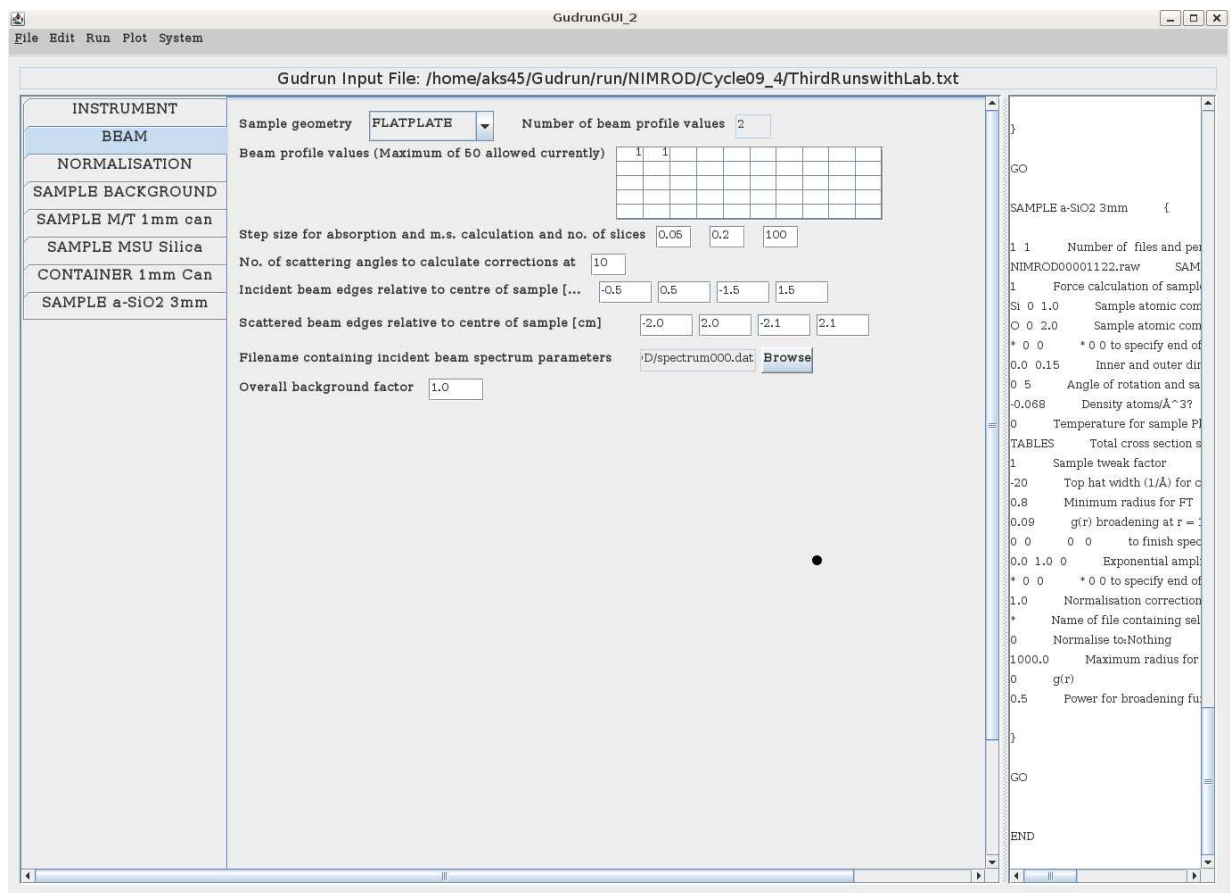 GudrunGUI_2
File Edit Run Plot System
Gudrun Input File: /home/aks45/Gudrun/run/NIMROD/Cycle09_4/ThirdRunswithLab.txt
INSTRUMENT
BEAM
NORMALISATION
SAMPLE BACKGROUND
SAMPLE M/T 1mm can
SAMPLE MSU Silica
CONTAINER 1mm Can
SAMPLE a-SiO2 3mm
Sample geometry FLATPLATE Number of beam profile values 2
Beam profile values (Maximum of 50 allowed currently) 1 1
Step size for absorption and m.s. calculation and no. of slices 0.05 0.2 100
No. of scattering angles to calculate corrections at 10
Incident beam edges relative to centre of sample [... -0.5 0.5 -1.5 1.5
Scattered beam edges relative to centre of sample [cm] -2.0 2.0 -2.1 2.1
Filename containing incident beam spectrum parameters D/spectrum000.dat Browse
Overall background factor 1.0
}
GO
SAMPLE a-SiO2 3mm {
1 1 Number of files and per
NIMROD00001122.raw SAM
1 Force calculation of sampl
Si 0 1.0 Sample atomic com
O 0 2.0 Sample atomic com
* 0 0 * 0 0 to specify end of
0.0 0.15 Inner and outer dir
0 5 Angle of rotation and sa
-0.068 Density atoms/Å^3?
0 Temperature for sample Pl
TABLES Total cross section s
1 Sample tweak factor
-20 Top hat width (1/Å) for c
0.8 Minimum radius for FT
0.09 g(r) broadening at r =
0 0 0 0 to finish spec
0.0 1.0 0 Exponential ampl
* 0 0 * 0 0 to specify end of
1.0 Normalisation correction
* Name of file containing sel
0 Normalise to:Nothing
1000.0 Maximum radius for
0 g(r)
0.5 Power for broadening fu
}
GO
END